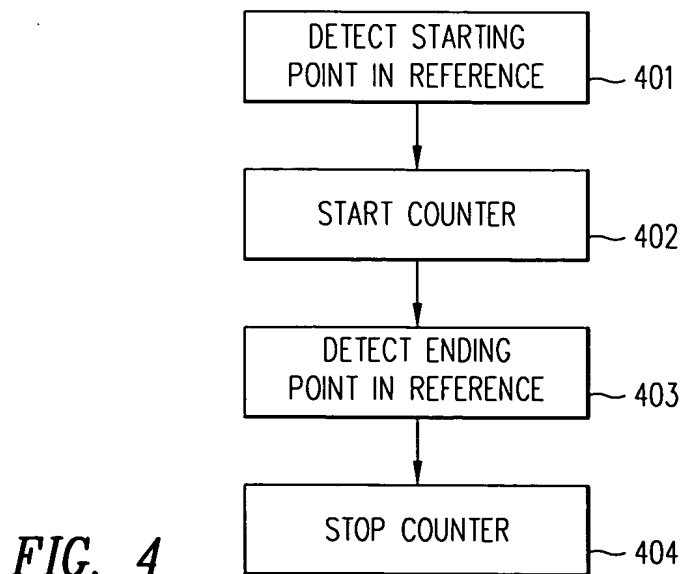 DETECT STARTING
POINT IN REFERENCE
401
START COUNTER
402
DETECT ENDING
POINT IN REFERENCE
403
STOP COUNTER
404
FIG. 4